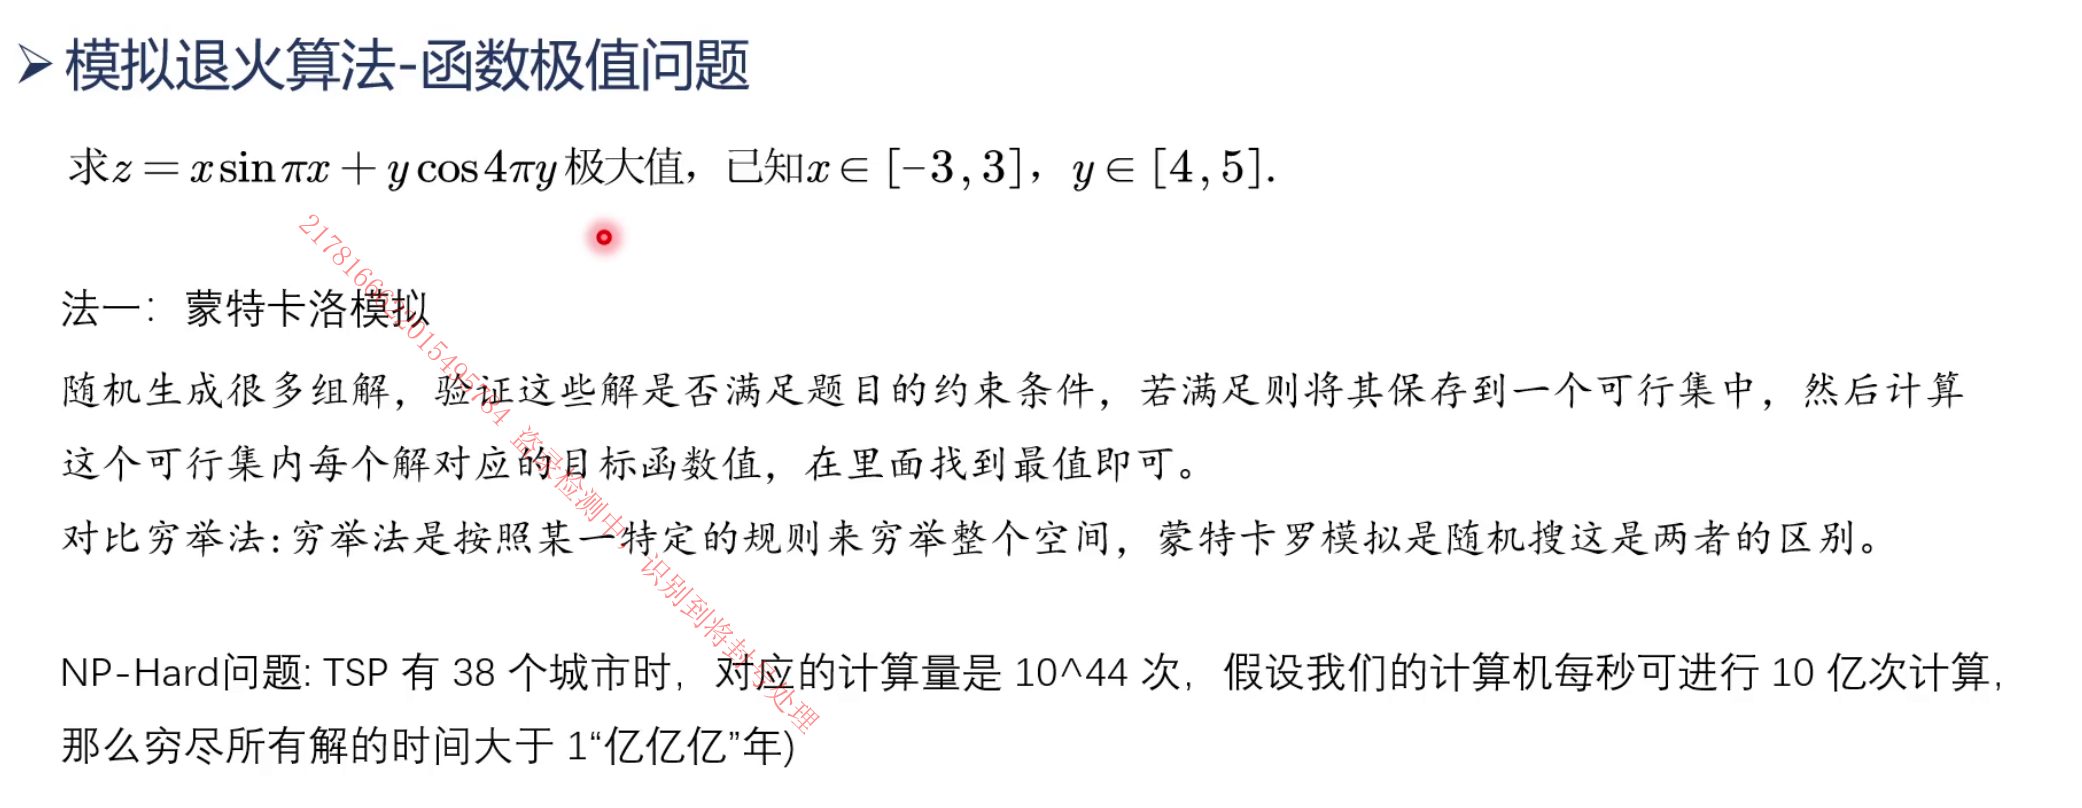 模拟退火算法-函数极值问题
求z = x sin πx + y cos 4πy 极大值，已知x ∈ [-3, 3]，y ∈ [4, 5].
法一：蒙特卡洛模拟
随机生成很多组解，验证这些解是否满足题目的约束条件，若满足则将其保存到一个可行集中，然后计算
这个可行集内每个解对应的目标函数值，在里面找到最值即可。
对比穷举法:穷举法是按照某一特定的规则来穷举整个空间，蒙特卡罗模拟是随机搜这是两者的区别。
NP-Hard问题: TSP 有 38 个城市时，对应的计算量是 10^44 次，假设我们的计算机每秒可进行 10 亿次计算，
那么穷尽所有解的时间大于 1“亿亿亿”年)
盗录检测中，识别到将封号处理